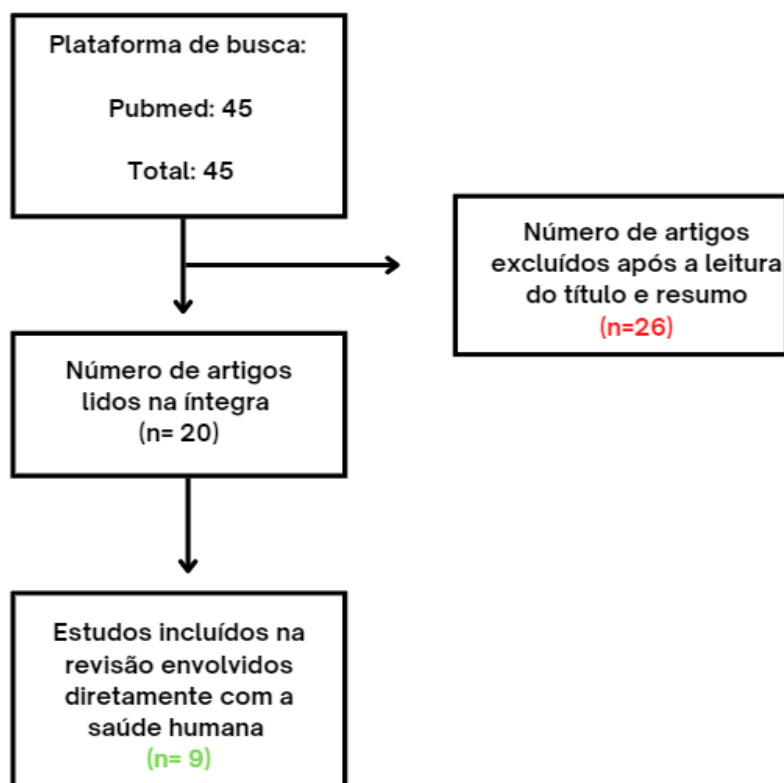 Plataforma de busca:
Pubmed: 45
Total: 45
Número de artigos
excluídos após a leitura
do título e resumo
(n=26)
Número de artigos
lidos na íntegra
(n= 20)
Estudos incluídos na
revisão envolvidos
diretamente com a
saúde humana
(n= 9)